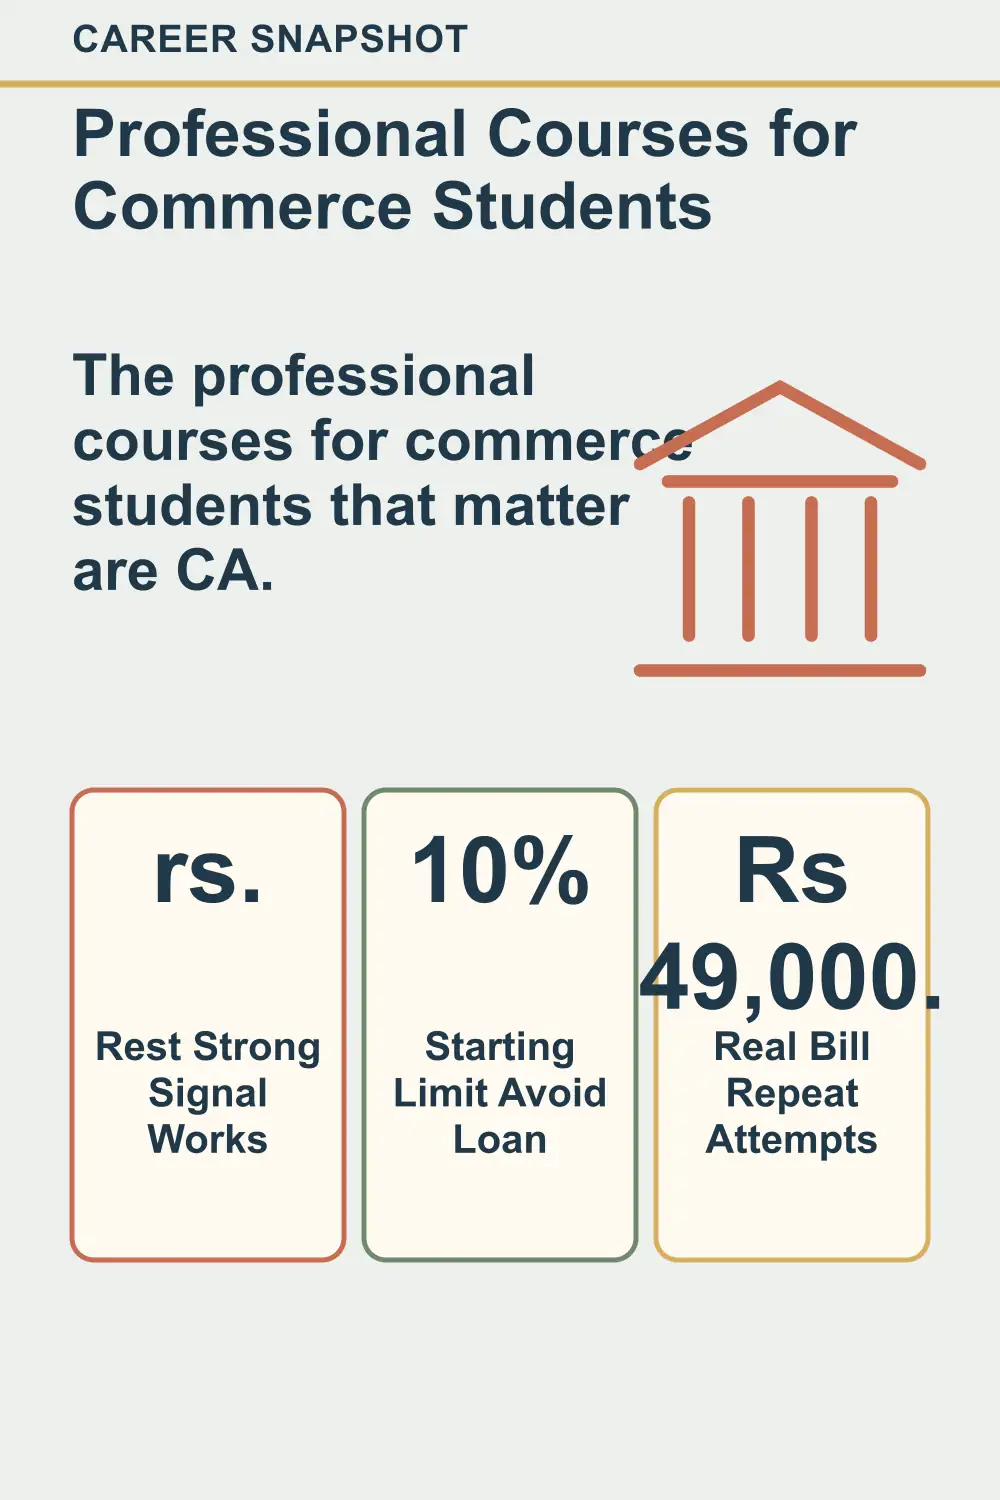 CAREER SNAPSHOT
Professional Courses for
Commerce Students
The professional
courses for commerce
students that matter
are CA.
rs.
Rest Strong
Signal
Works
10%
Starting
Limit Avoid
Loan
Rs
49,000.
Real Bill
Repeat
Attempts